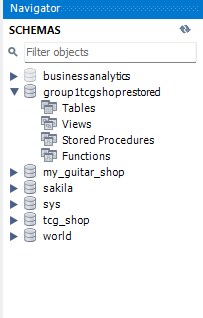 Navigator
SCHEMAS
Filter objects
businessanalytics
group1tcgshoprestored
Tables
Views
Stored Procedures
Functions
my_guitar_shop
sakila
sys
tcg_shop
world